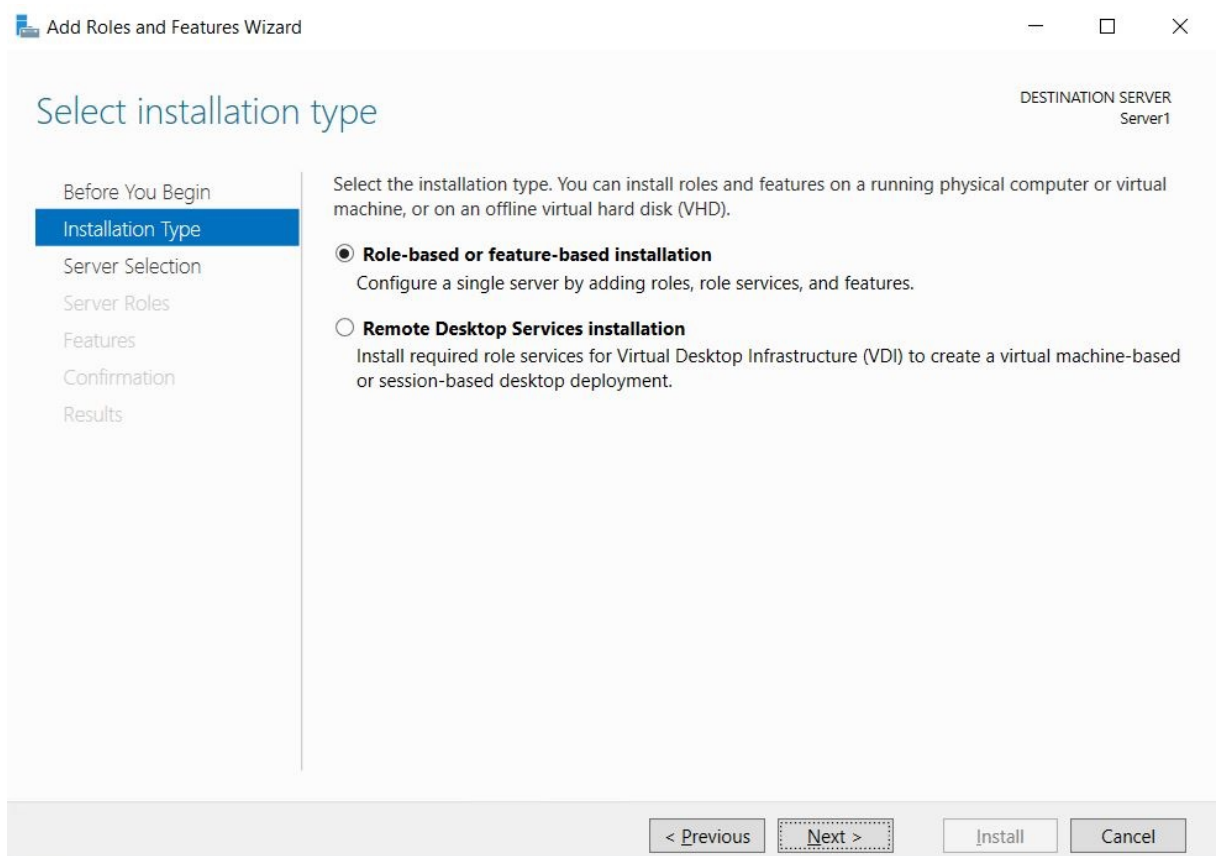 Add Roles and Features Wizard
Select installation type
DESTINATION SERVER
Server1
Before You Begin
Installation Type
Server Selection
Server Roles
Features
Confirmation
Results
Select the installation type. You can install roles and features on a running physical computer or virtual
machine, or on an offline virtual hard disk (VHD).
Role-based or feature-based installation
Configure a single server by adding roles, role services, and features.
Remote Desktop Services installation
Install required role services for Virtual Desktop Infrastructure (VDI) to create a virtual machine-based
or session-based desktop deployment.
< Previous
Next >
Install
Cancel